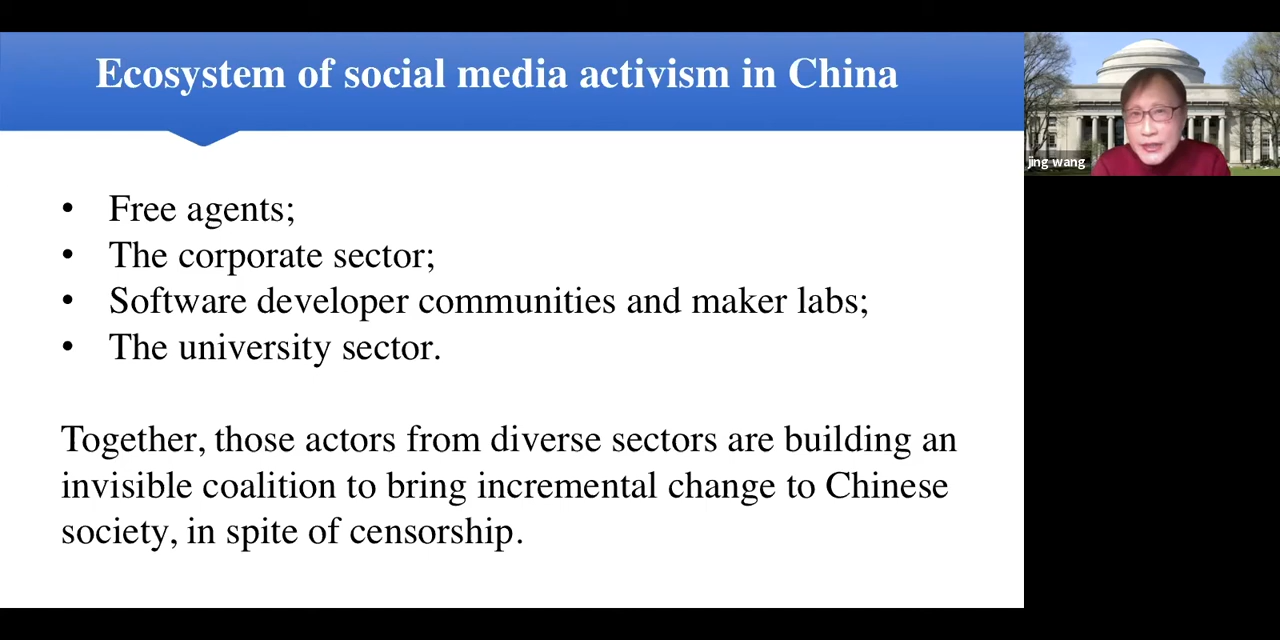 Ecosystem of social media activism in China
jing wang
• Free agents;
• The corporate sector;
• Software developer communities and maker labs;
• The university sector.
Together, those actors from diverse sectors are building an
invisible coalition to bring incremental change to Chinese
society, in spite of censorship.